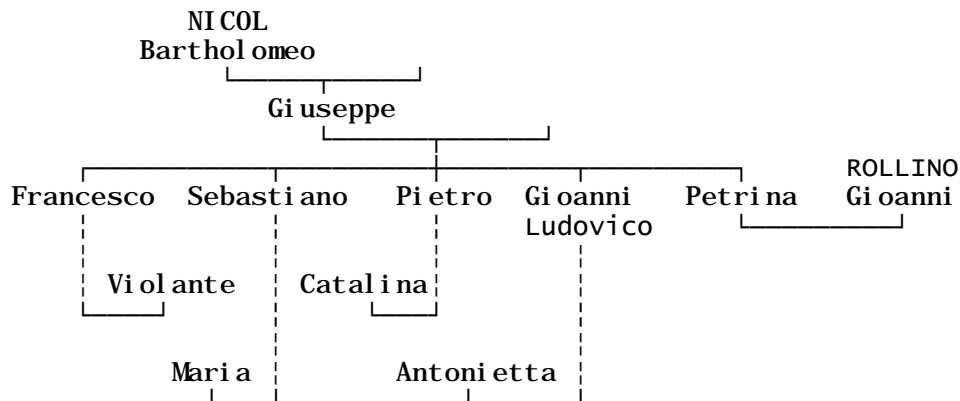 NICOL
Bartholomeo
Giuseppe
ROLLINO
Francesco Sebastiano Pietro Gioanni Petrina Gioanni
Ludovico
Violante Catalina
Maria Antonietta